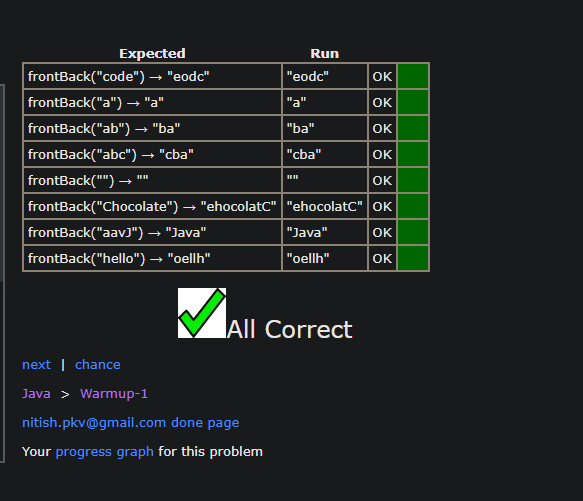 Expected Run
frontBack("code") → "eodc" "eodc" OK
frontBack("a") → "a" "a" OK
frontBack("ab") → "ba" "ba" OK
frontBack("abc") → "cba" "cba" OK
frontBack("") → "" "" OK
frontBack("Chocolate") → "ehocolatC" "ehocolatC" OK
frontBack("aavJ") → "Java" "Java" OK
frontBack("hello") → "oellh" "oellh" OK
All Correct
next | chance
Java > Warmup-1
nitish.pkv@gmail.com done page
Your progress graph for this problem